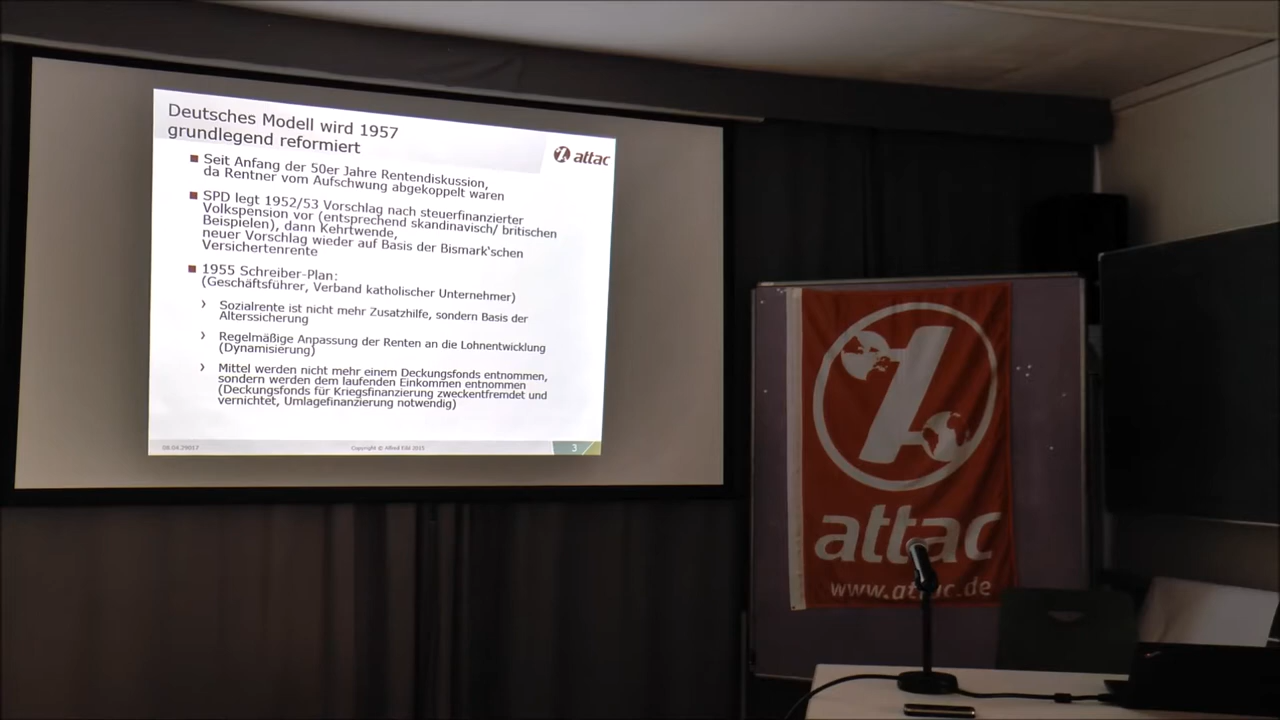 Deutsches Modell wird 1957
grundlegend reformiert
attac
Seit Anfang der 50er Jahre Rentendiskussion,
da Rentner vom Aufschwung abgekoppelt waren
SPD legt 1952/53 Vorschlag nach steuerfinanzierter
Volkspension vor (entsprechend skandinavisch/ britischen
Beispielen), dann Kehrtwende,
neuer Vorschlag wieder auf Basis der Bismark'schen
Versichertenrente
1955 Schreiber-Plan:
(Geschäftsführer, Verband katholischer Unternehmer)
Sozialrente ist nicht mehr Zusatzhilfe, sondern Basis der
Alterssicherung
Regelmäßige Anpassung der Renten an die Lohnentwicklung
(Dynamisierung)
Mittel werden nicht mehr einem Deckungsfonds entnommen,
sondern werden dem laufenden Einkommen entnommen
(Deckungsfonds für Kriegsfinanzierung zweckentfremdet und
vernichtet, Umlagefinanzierung notwendig)
Copyright © Alfred 2015
3
attac
www.attac.de